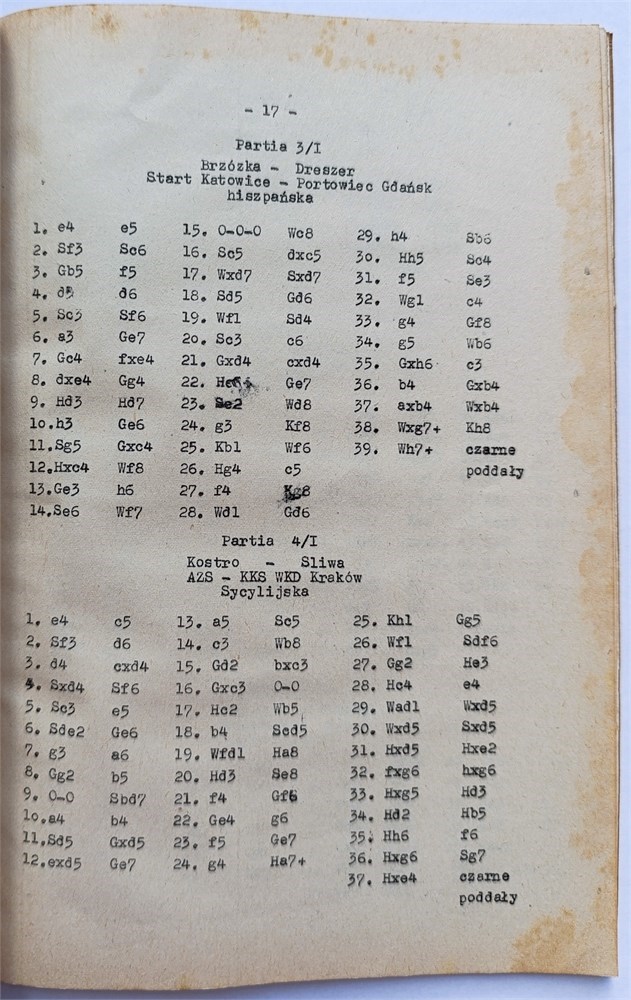 - 17 -
Partia 3/I
Brzózka - Dreszer
Start Katowice - Portowiec Gdańsk
hiszpańska
1. e4 e5 15. O-O-O Wc8 29. h4 Sb6
2. Sf3 Sc6 16. Sc5 dxc5 30. Hh5 Sc4
3. Gb5 f5 17. Wxd7 Sxd7 31. f5 Se3
4. d3 d6 18. Sd5 Gd6 32. Wg1 c4
5. Sc3 Sf6 19. Wf1 Sd4 33. g4 Gf8
6. a3 Ge7 20. Sc3 c6 34. g5 Wb6
7. Gc4 fxe4 21. Gxd4 cxd4 35. Gxh6 c3
8. dxe4 Gg4 22. Ge7 36. b4 Gxb4
9. Hd3 Hd7 23. Se2 Wd8 37. axb4 Wxb4
10.h3 Ge6 24. g3 Kf8 38. Wxg7+ Kh8
11.Sg5 Gxc4 25. Kb1 Wf6 39. Wh7+ czarne
12.Hxc4 Wf8 26. Hg4 c5 poddały
13.Ge3 h6 27. f4 Kg8
14.Se6 Wf7 28. Wd1 Gd6
Partia 4/I
Kostro - Sliwa
AZS - KKS WKD Kraków
Sycylijska
1. e4 c5 13. a5 Sc5 25. Kh1 Gg5
2. Sf3 d6 14. c3 Wb8 26. Wf1 Sdf6
3. d4 cxd4 15. Gd2 bxc3 27. Gg2 He3
4. Sxd4 Sf6 16. Gxc3 O-O 28. Hc4 e4
5. Sc3 e5 17. Hc2 Wb5 29. Wad1 Wxd5
6. Sde2 Ge6 18. b4 Scd5 30. Wxd5 Sxd5
7. g3 a6 19. Wfd1 Ha8 31. Hxd5 Hxe2
8. Gg2 b5 20. Hd3 Se8 32. fxg6 hxg6
9. O-O Sbd7 21. f4 Gf6 33. Hxg5 Hd3
10.a4 b4 22. Ge4 g6 34. Hd2 Hb5
11.Sd5 Gxd5 23. f5 Ge7 35. Hh6 f6
12.exd5 Ge7 24. g4 Ha7+ 36. Hxg6 Sg7
37. Hxe4 czarne
poddały